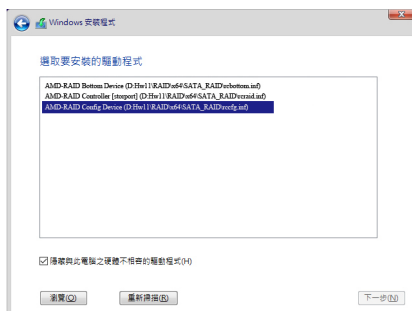 Windows 安裝程式
選取要安裝的驅動程式
AMD-RAID Bottom Device (D:\Hw11\RAID\x64\SATA_RAID\rcbottom.inf)
AMD-RAID Controller [storport] (D:\Hw11\RAID\x64\SATA_RAID\rcraid.inf)
AMD-RAID Config Device (D:\Hw11\RAID\x64\SATA_RAID\rccfg.inf)
隱藏與此電腦之硬體不相容的驅動程式(H)
瀏覽(O) 重新掃描(R) 下一步(N)